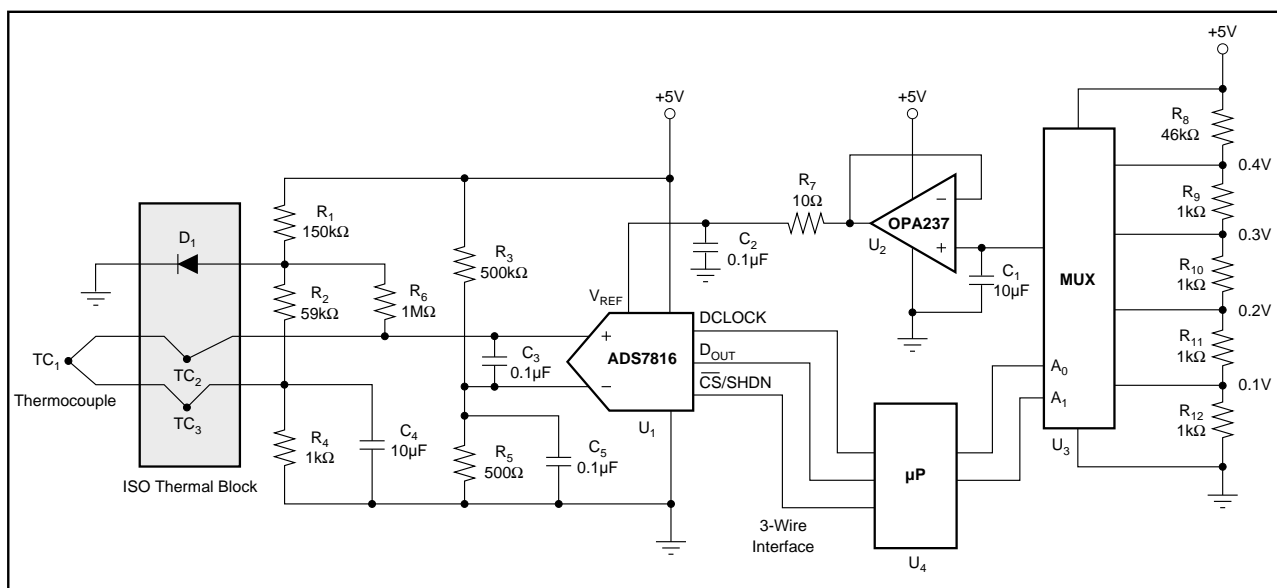 +5V
R8
46kΩ
0.4V
R9
1kΩ
0.3V
R10
1kΩ
0.2V
R11
1kΩ
0.1V
R12
1kΩ
MUX
A0
A1
U3
+5V
OPA237
−
+
U2
R7
10Ω
C1
10µF
C2
0.1µF
+5V
VREF
DCLOCK
DOUT
CS/SHDN
ADS7816
+
−
U1
3-Wire
Interface
µP
U4
R3
500kΩ
C3
0.1µF
R5
500Ω
C5
0.1µF
R1
150kΩ
R2
59kΩ
R6
1MΩ
R4
1kΩ
C4
10µF
D1
TC1
TC2
TC3
Thermocouple
ISO Thermal Block